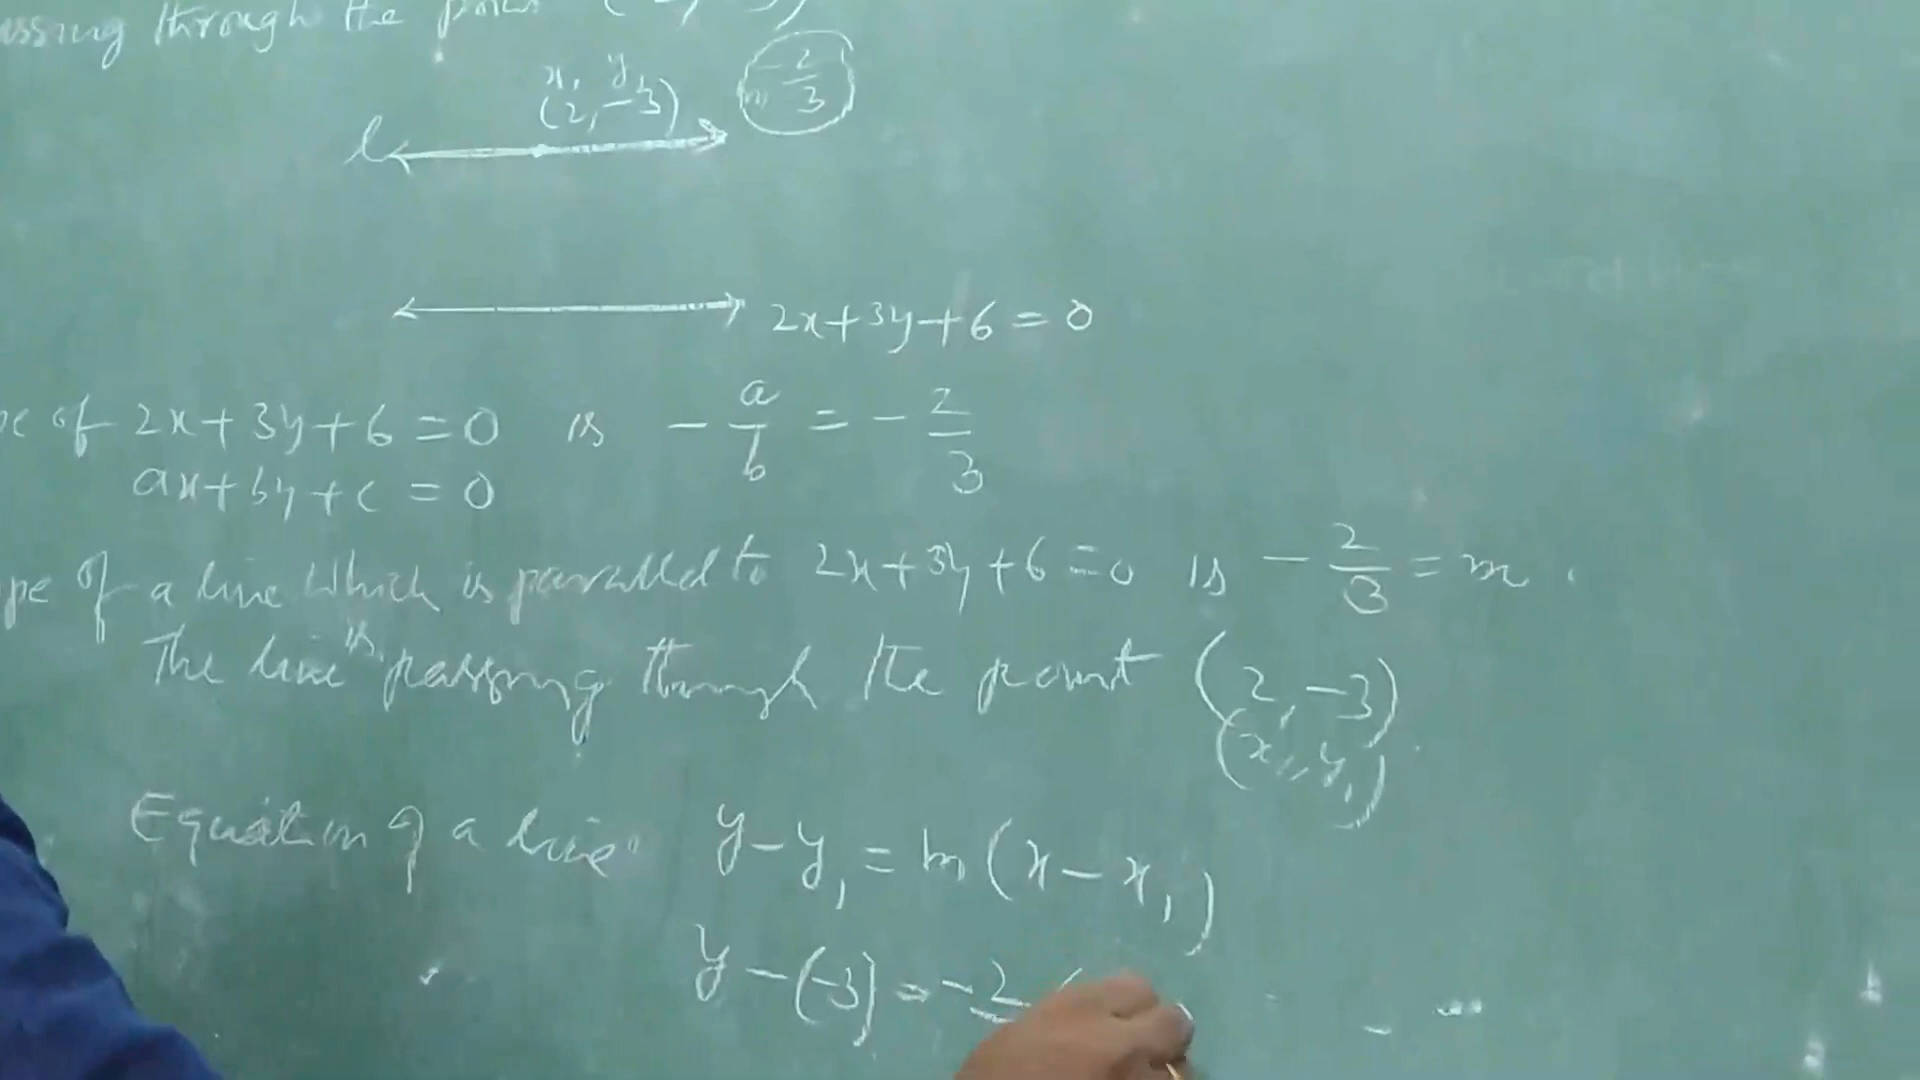 passing through the point
x₁ y₁
(2, -3)
m -2/3
l
2x+3y+6=0
of 2x+3y+6=0 is -a/b = -2/3
ax+by+c=0
of a line which is parallel to 2x+3y+6=0 is -2/3 = m.
The line is passing through the point (2, -3)
(x₁, y₁)
Equation of a line y-y₁ = m(x-x₁)
y-(-3) = -2 (